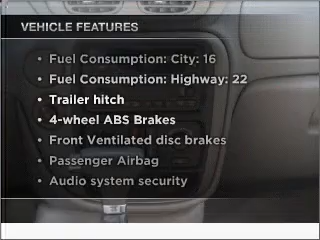 VEHICLE FEATURES
• Fuel Consumption: City: 16
• Fuel Consumption: Highway: 22
• Trailer hitch
• 4-wheel ABS Brakes
• Front Ventilated disc brakes
• Passenger Airbag
• Audio system security